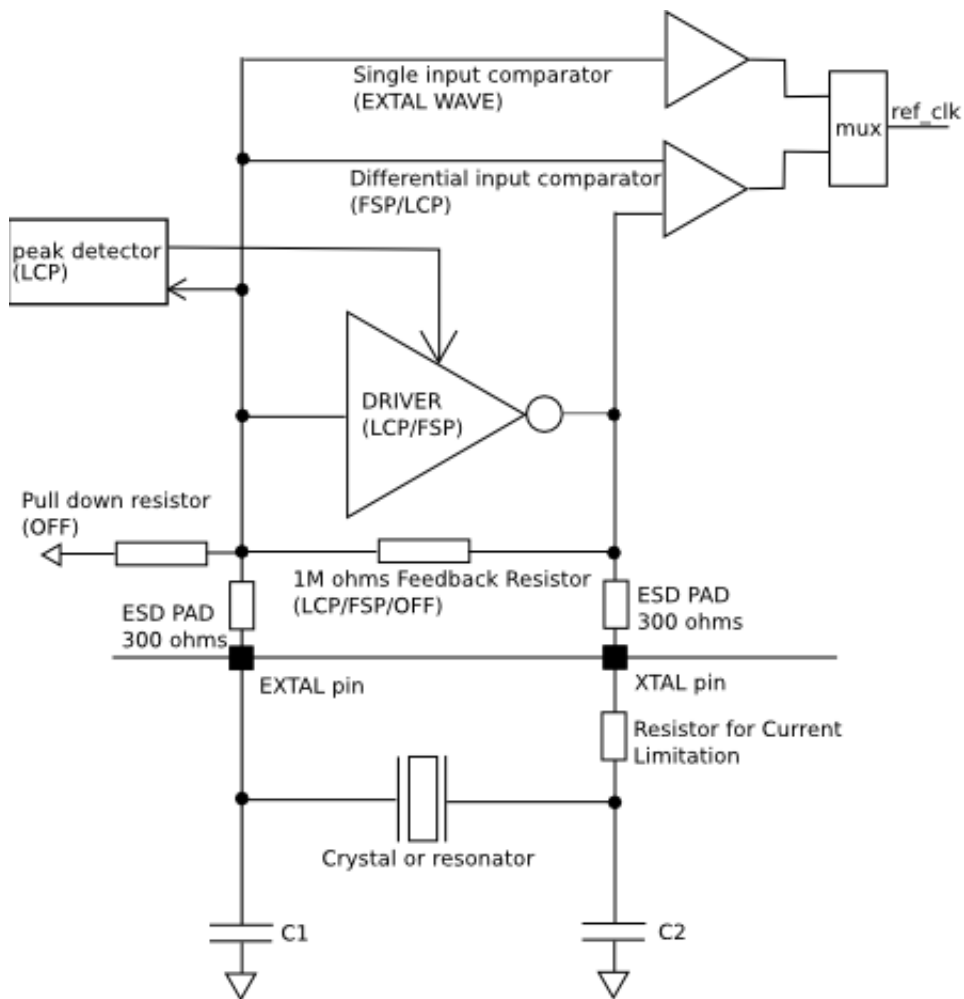 Single input comparator
(EXTAL WAVE)
ref_clk
mux
Differential input comparator
(FSP/LCP)
peak detector
(LCP)
DRIVER
(LCP/FSP)
Pull down resistor
(OFF)
1M ohms Feedback Resistor
(LCP/FSP/OFF)
ESD PAD
300 ohms
ESD PAD
300 ohms
EXTAL pin
XTAL pin
Resistor for Current
Limitation
Crystal or resonator
C1
C2